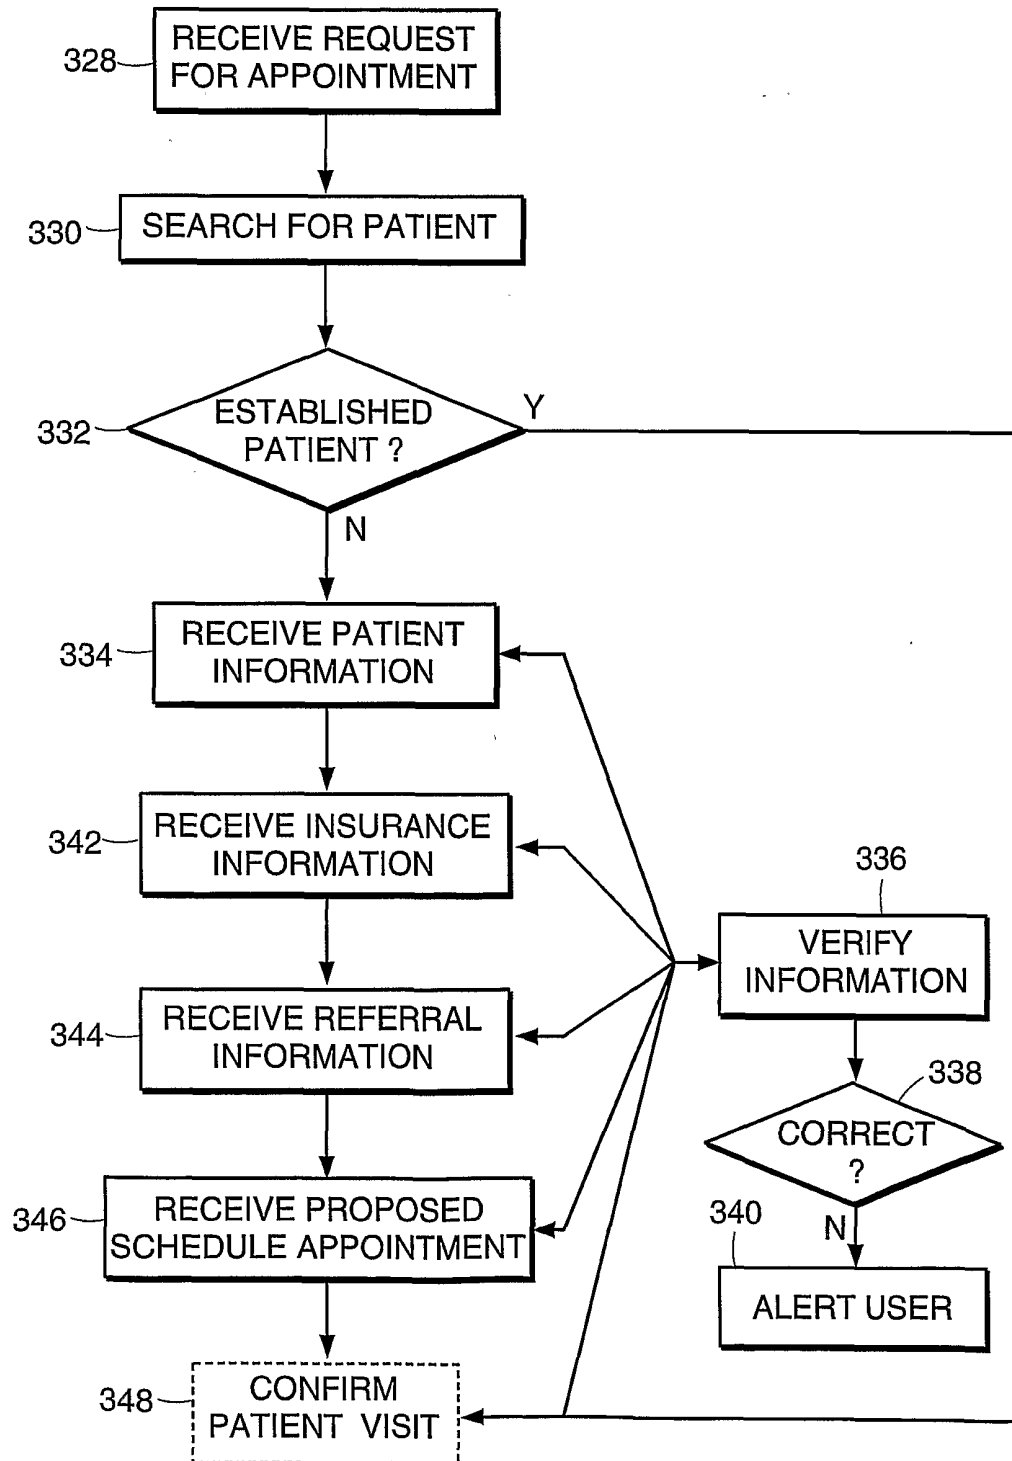 RECEIVE REQUEST
FOR APPOINTMENT
328
SEARCH FOR PATIENT
330
ESTABLISHED
PATIENT ?
332
Y
N
RECEIVE PATIENT
INFORMATION
334
RECEIVE INSURANCE
INFORMATION
342
336
VERIFY
INFORMATION
RECEIVE REFERRAL
INFORMATION
344
338
CORRECT
?
N
340
ALERT USER
RECEIVE PROPOSED
SCHEDULE APPOINTMENT
346
CONFIRM
PATIENT VISIT
348